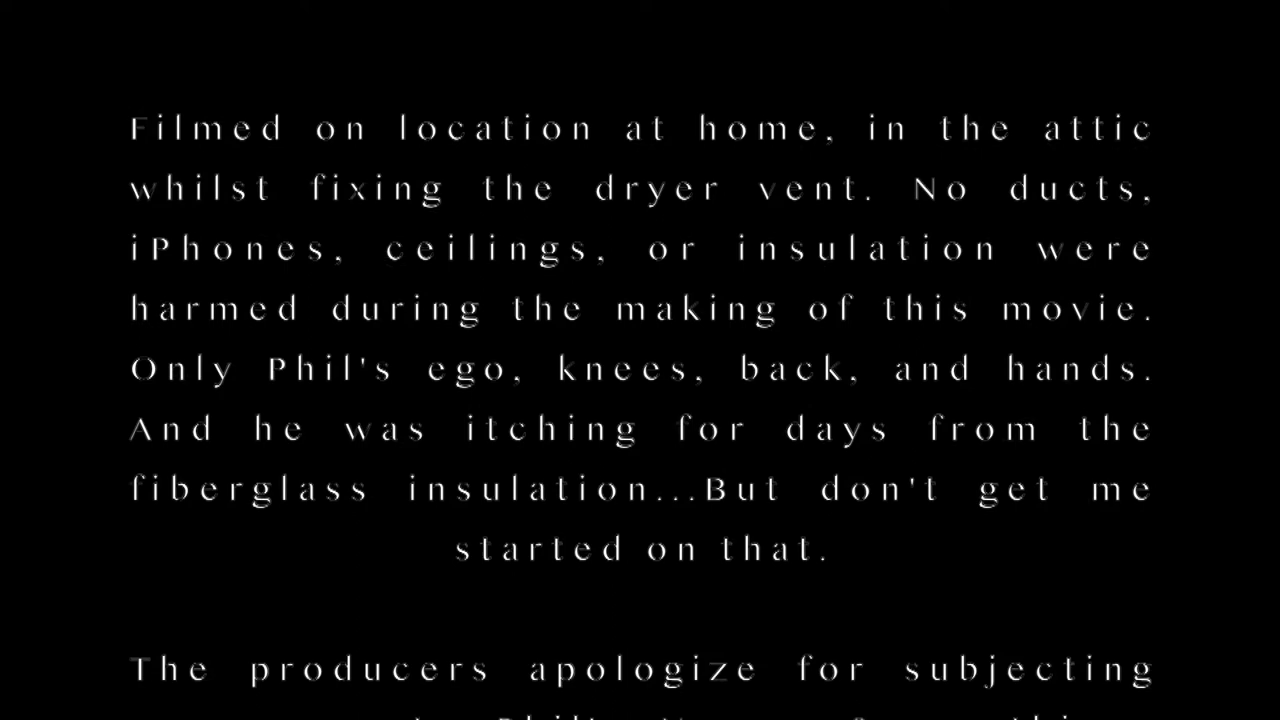 Filmed on location at home, in the attic
whilst fixing the dryer vent. No ducts,
iPhones, ceilings, or insulation were
harmed during the making of this movie.
Only Phil's ego, knees, back, and hands.
And he was itching for days from the
fiberglass insulation...But don't get me
started on that.
The producers apologize for subjecting